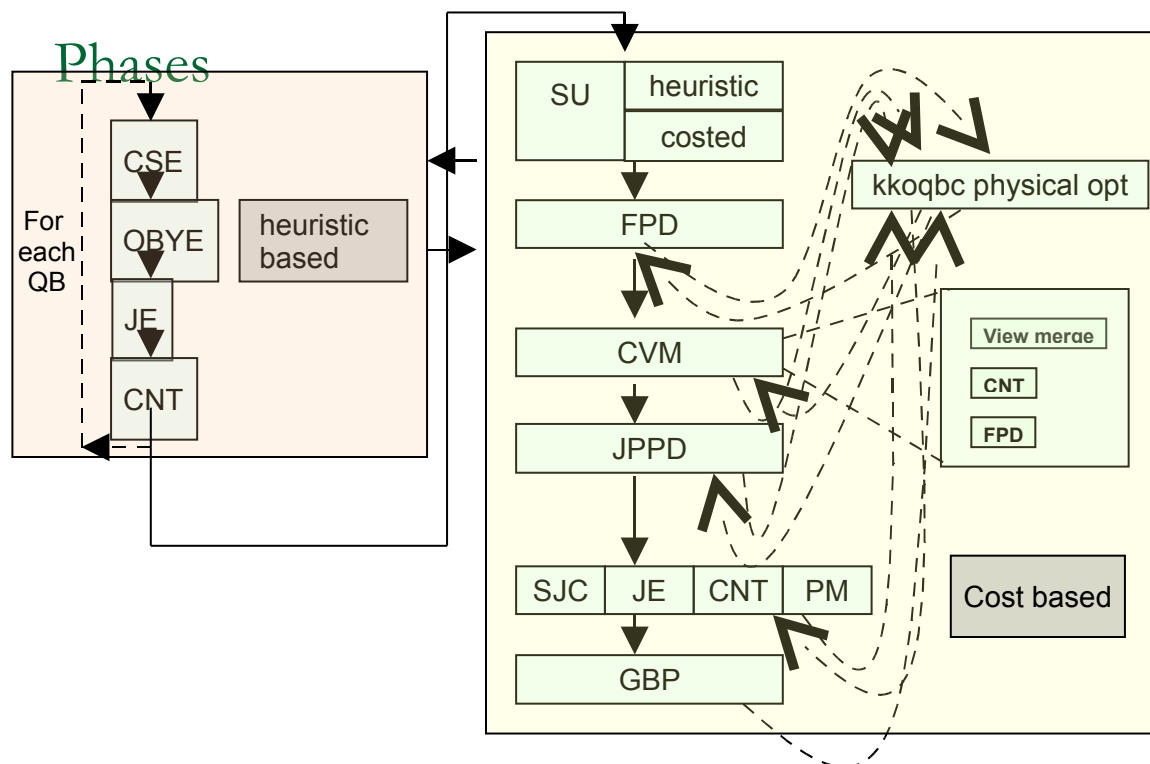 Phases
CSE
OBYE
JE
CNT
For
each
QB
heuristic
based
SU
heuristic
costed
FPD
CVM
JPPD
SJC JE CNT PM
GBP
kkoqbc physical opt
View merge
CNT
FPD
Cost based